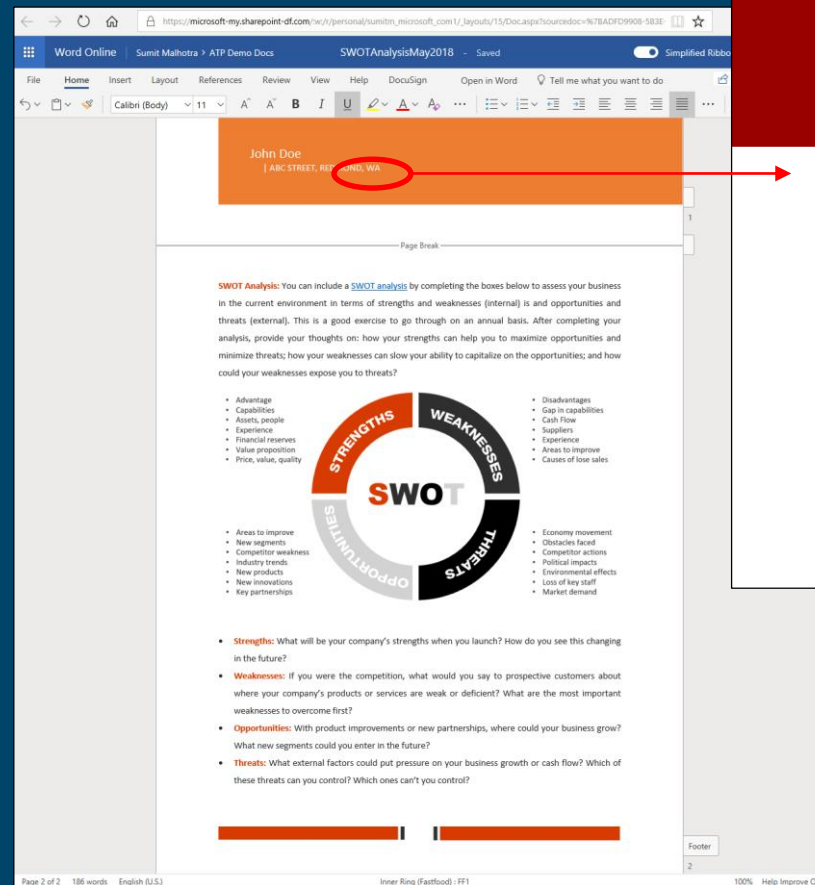 https://microsoft-my.sharepoint-df.com/:w:/r/personal/sumitm_microsoft_com1/_layouts/15/Doc.aspx?sourcedoc=%7BADFD9908-5B3E-
Word Online Sumit Malhotra > ATP Demo Docs SWOTAnalysisMay2018 - Saved Simplified Ribbo
File Home Insert Layout References Review View Help DocuSign Open in Word Tell me what you want to do
Calibri (Body) 11 A A B I U A A ...
John Doe
| ABC STREET, REDMOND, WA
1
Page Break
SWOT Analysis: You can include a SWOT analysis by completing the boxes below to assess your business
in the current environment in terms of strengths and weaknesses (internal) is and opportunities and
threats (external). This is a good exercise to go through on an annual basis. After completing your
analysis, provide your thoughts on: how your strengths can help you to maximize opportunities and
minimize threats; how your weaknesses can slow your ability to capitalize on the opportunities; and how
could your weaknesses expose you to threats?
• Advantage
• Capabilities
• Assets, people
• Experience
• Financial reserves
• Value proposition
• Price, value, quality
STRENGTHS
WEAKNESSES
• Disadvantages
• Gap in capabilities
• Cash Flow
• Suppliers
• Experience
• Areas to improve
• Causes of lose sales
SWOT
• Areas to improve
• New segments
• Competitor weakness
• Industry trends
• New products
• New innovations
• Key partnerships
OPPORTUNITIES
THREATS
• Economy movement
• Obstacles faced
• Competitor actions
• Political impacts
• Environmental effects
• Loss of key staff
• Market demand
• Strengths: What will be your company's strengths when you launch? How do you see this changing
in the future?
• Weaknesses: If you were the competition, what would you say to prospective customers about
where your company's products or services are weak or deficient? What are the most important
weaknesses to overcome first?
• Opportunities: With product improvements or new partnerships, where could your business grow?
What new segments could you enter in the future?
• Threats: What external factors could put pressure on your business growth or cash flow? Which of
these threats can you control? Which ones can't you control?
Footer
2
Page 2 of 2 186 words English (U.S.) Inner Ring (Fastfood) : FF1 100% Help Improve O